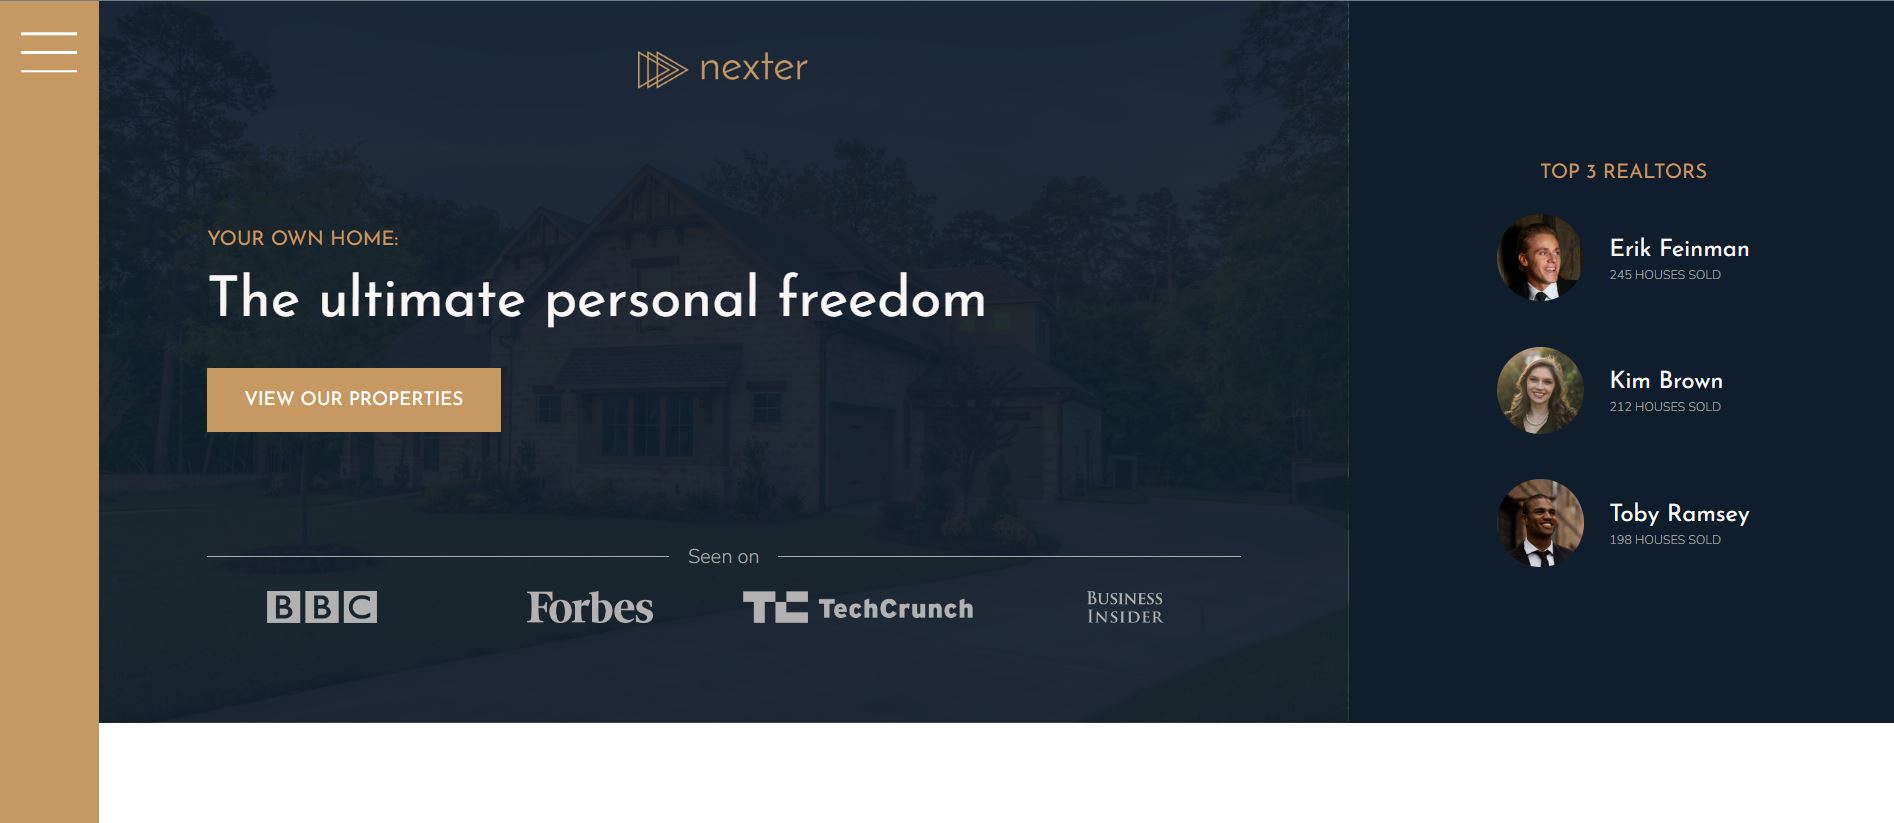 nexter
YOUR OWN HOME:
The ultimate personal freedom
VIEW OUR PROPERTIES
Seen on
BBC
Forbes
TC TechCrunch
BUSINESS
INSIDER
TOP 3 REALTORS
Erik Feinman
245 HOUSES SOLD
Kim Brown
212 HOUSES SOLD
Toby Ramsey
198 HOUSES SOLD